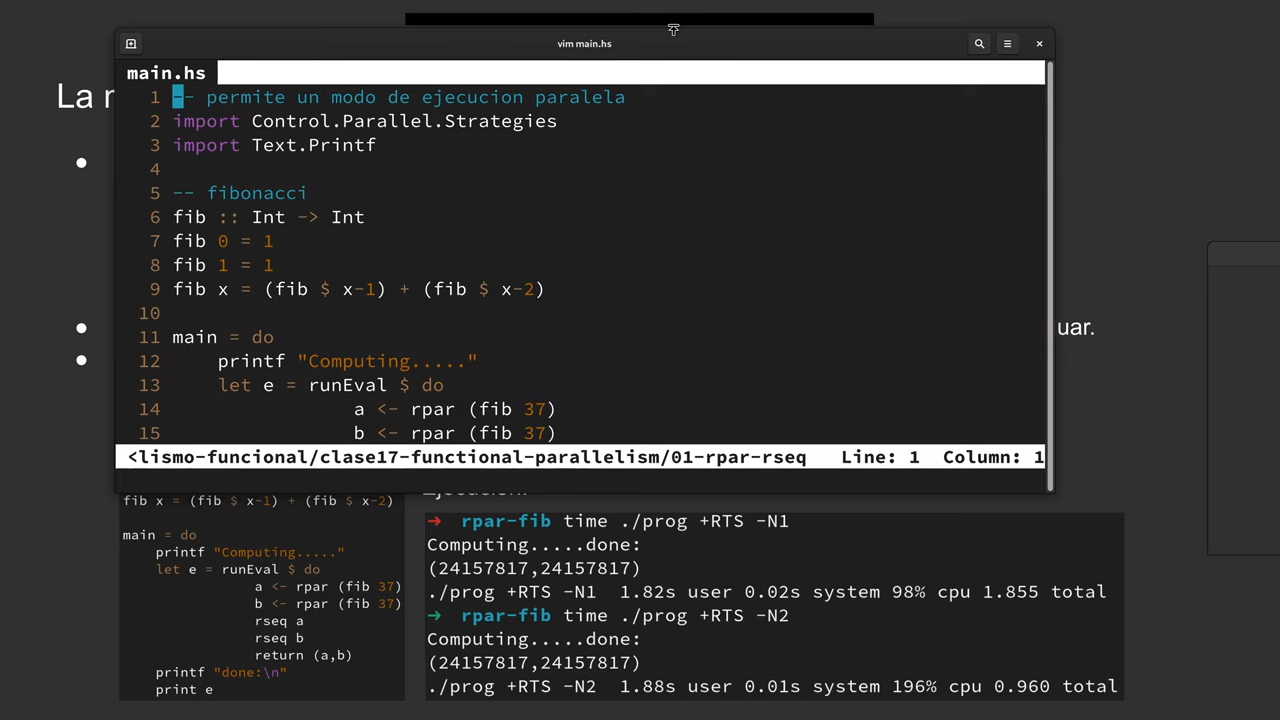 vim main.hs
main.hs
1 -- permite un modo de ejecucion paralela
2 import Control.Parallel.Strategies
3 import Text.Printf
4
5 -- fibonacci
6 fib :: Int -> Int
7 fib 0 = 1
8 fib 1 = 1
9 fib x = (fib $ x-1) + (fib $ x-2)
10
11 main = do
12 printf "Computing....."
13 let e = runEval $ do
14 a <- rpar (fib 37)
15 b <- rpar (fib 37)
<lismo-funcional/clase17-functional-parallelism/01-rpar-rseq Line: 1 Column: 1
La
uar.
fib x = (fib $ x-1) + (fib $ x-2)
main = do
printf "Computing....."
let e = runEval $ do
a <- rpar (fib 37)
b <- rpar (fib 37)
rseq a
rseq b
return (a,b)
printf "done:\n"
print e
➜ rpar-fib time ./prog +RTS -N1
Computing.....done:
(24157817,24157817)
./prog +RTS -N1 1.82s user 0.02s system 98% cpu 1.855 total
➜ rpar-fib time ./prog +RTS -N2
Computing.....done:
(24157817,24157817)
./prog +RTS -N2 1.88s user 0.01s system 196% cpu 0.960 total